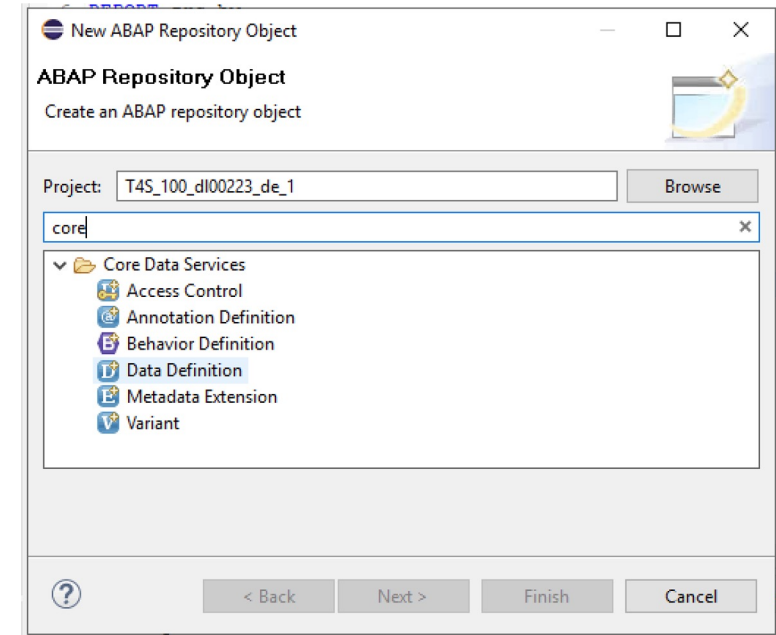 New ABAP Repository Object
ABAP Repository Object
Create an ABAP repository object
Project: T4S_100_dl00223_de_1 Browse
core
Core Data Services
Access Control
Annotation Definition
Behavior Definition
Data Definition
Metadata Extension
Variant
< Back Next > Finish Cancel